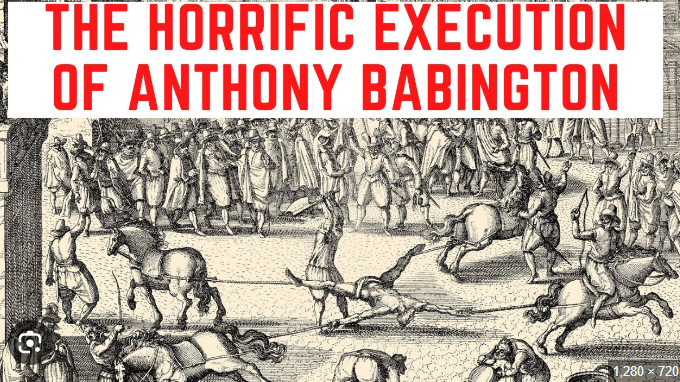 THE HORRIFIC EXECUTION
OF ANTHONY BABINGTON
1,280 × 720